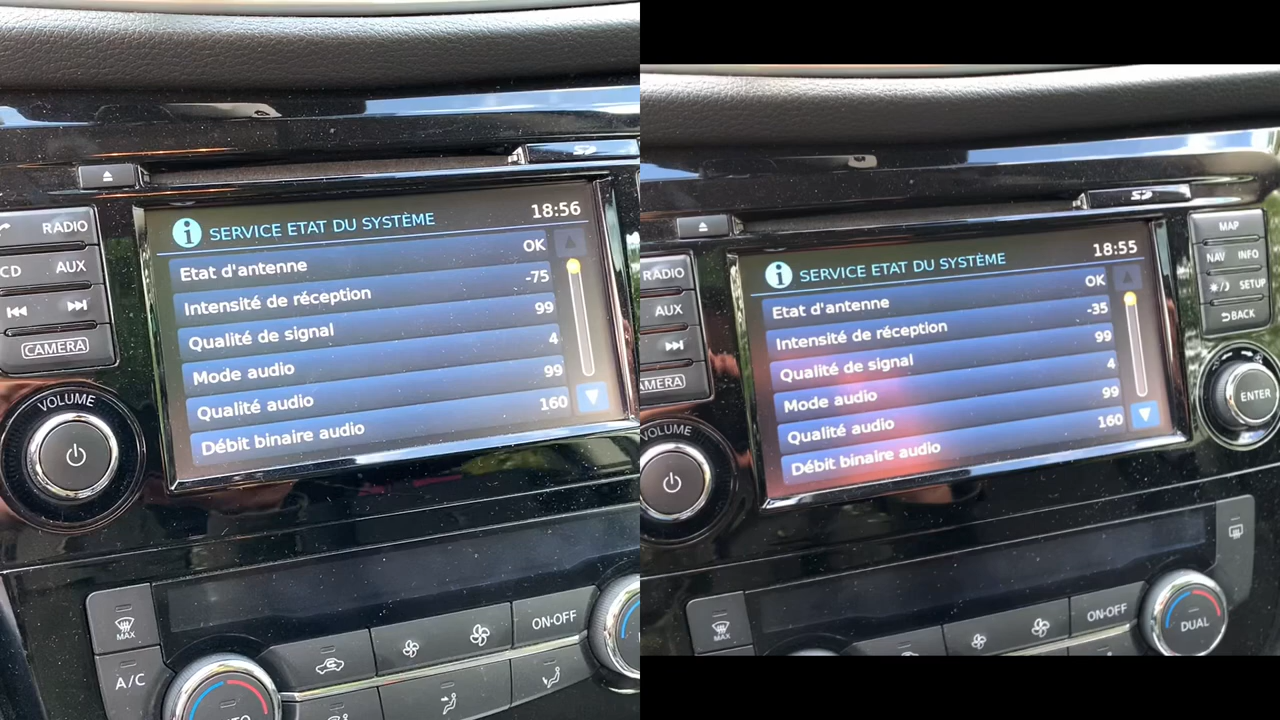 SD
RADIO
CD AUX
CAMERA
VOLUME
SERVICE ETAT DU SYSTÈME 18:56
Etat d'antenne OK
Intensité de réception -75
Qualité de signal 99
Mode audio 4
Qualité audio 99
Débit binaire audio 160
MAX
A/C
ON-OFF
SD
RADIO
AUX
AMERA
VOLUME
SERVICE ETAT DU SYSTÈME 18:55
Etat d'antenne OK
Intensité de réception -35
Qualité de signal 99
Mode audio 4
Qualité audio 99
Débit binaire audio 160
MAP
NAV INFO
SETUP
BACK
ENTER
MAX
ON-OFF
DUAL